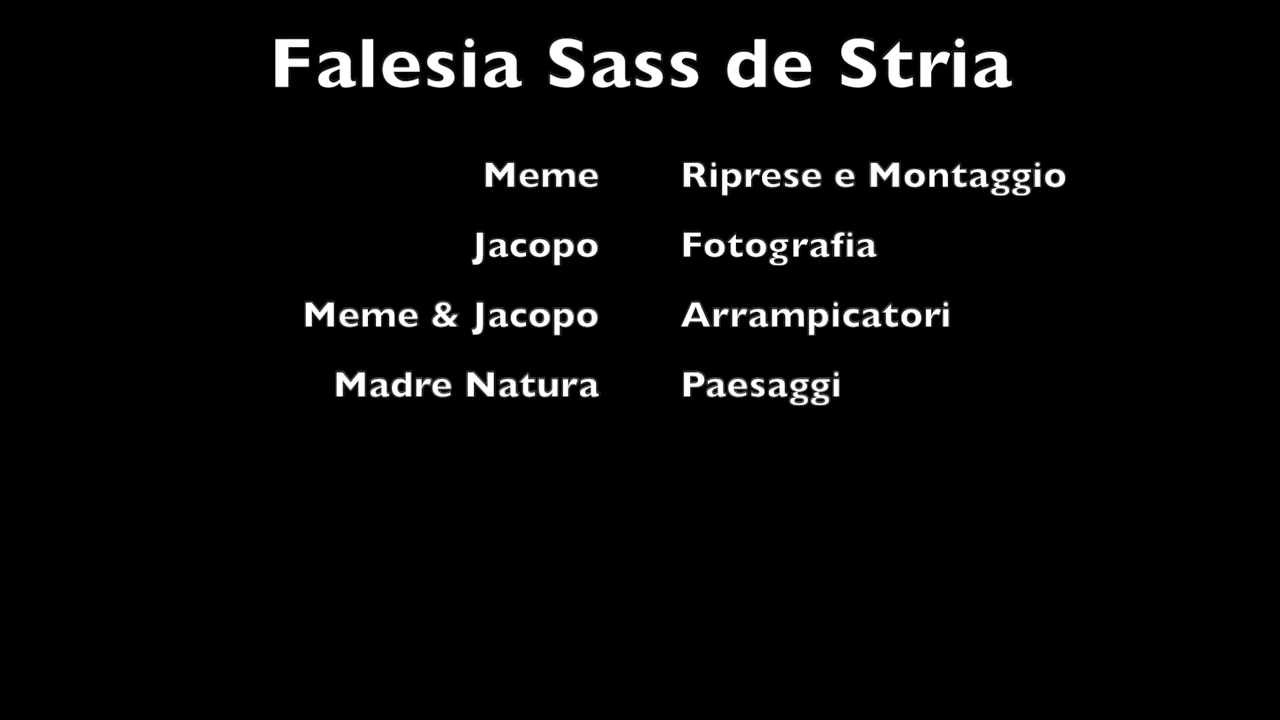 Falesia Sass de Stria
Meme Riprese e Montaggio
Jacopo Fotografia
Meme & Jacopo Arrampicatori
Madre Natura Paesaggi